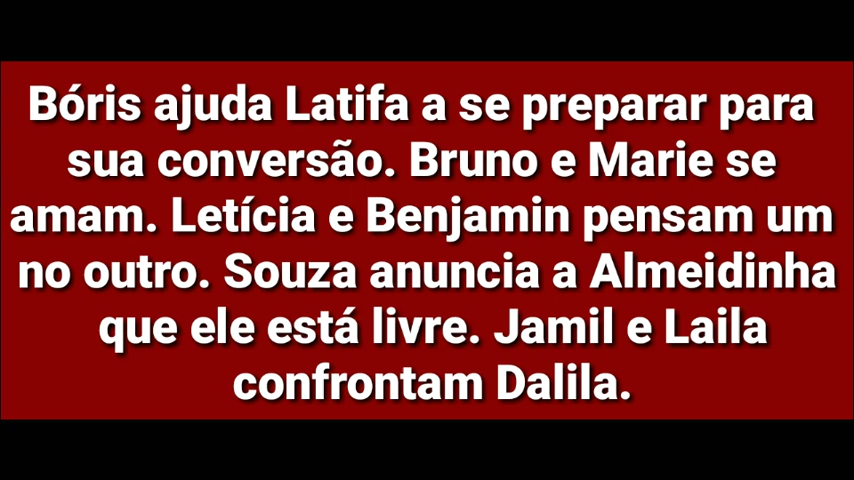 Bóris ajuda Latifa a se preparar para
sua conversão. Bruno e Marie se
amam. Letícia e Benjamin pensam um
no outro. Souza anuncia a Almeidinha
que ele está livre. Jamil e Laila
confrontam Dalila.